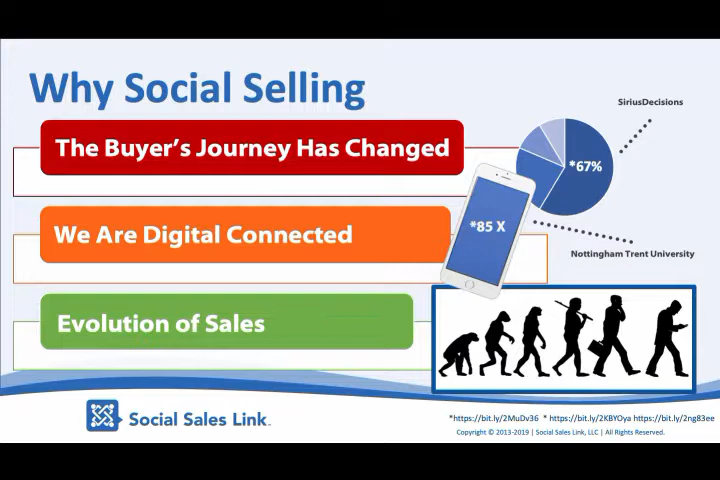 Why Social Selling
SiriusDecisions
The Buyer's Journey Has Changed
*67%
We Are Digital Connected
*85 X
Nottingham Trent University
Evolution of Sales
Social Sales Link™
*https://bit.ly/2MuDv36 * https://bit.ly/2KBYOya https://bit.ly/2ng83ee
Copyright © 2013-2019 | Social Sales Link, LLC | All Rights Reserved.